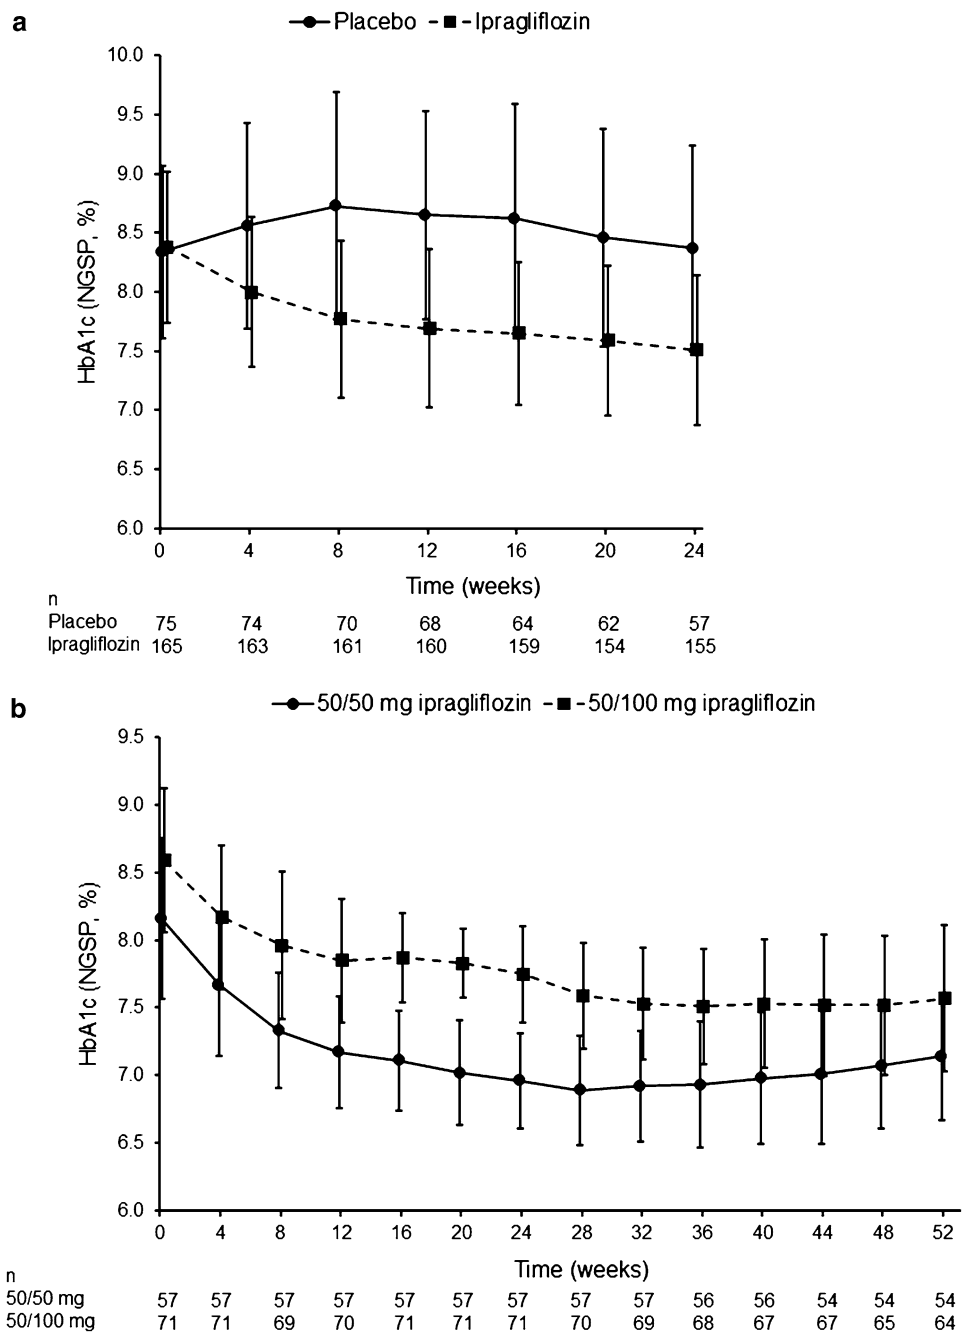 a
Placebo Ipragliflozin
10.0
9.5
9.0
8.5
8.0
7.5
7.0
6.5
6.0
HbA1c (NGSP, %)
0 4 8 12 16 20 24
Time (weeks)
n
Placebo 75 74 70 68 64 62 57
Ipragliflozin 165 163 161 160 159 154 155
b
50/50 mg ipragliflozin 50/100 mg ipragliflozin
9.5
9.0
8.5
8.0
7.5
7.0
6.5
6.0
HbA1c (NGSP, %)
0 4 8 12 16 20 24 28 32 36 40 44 48 52
Time (weeks)
n
50/50 mg 57 57 57 57 57 57 57 57 57 56 56 54 54 54
50/100 mg 71 71 69 70 71 71 71 70 69 68 67 67 65 64